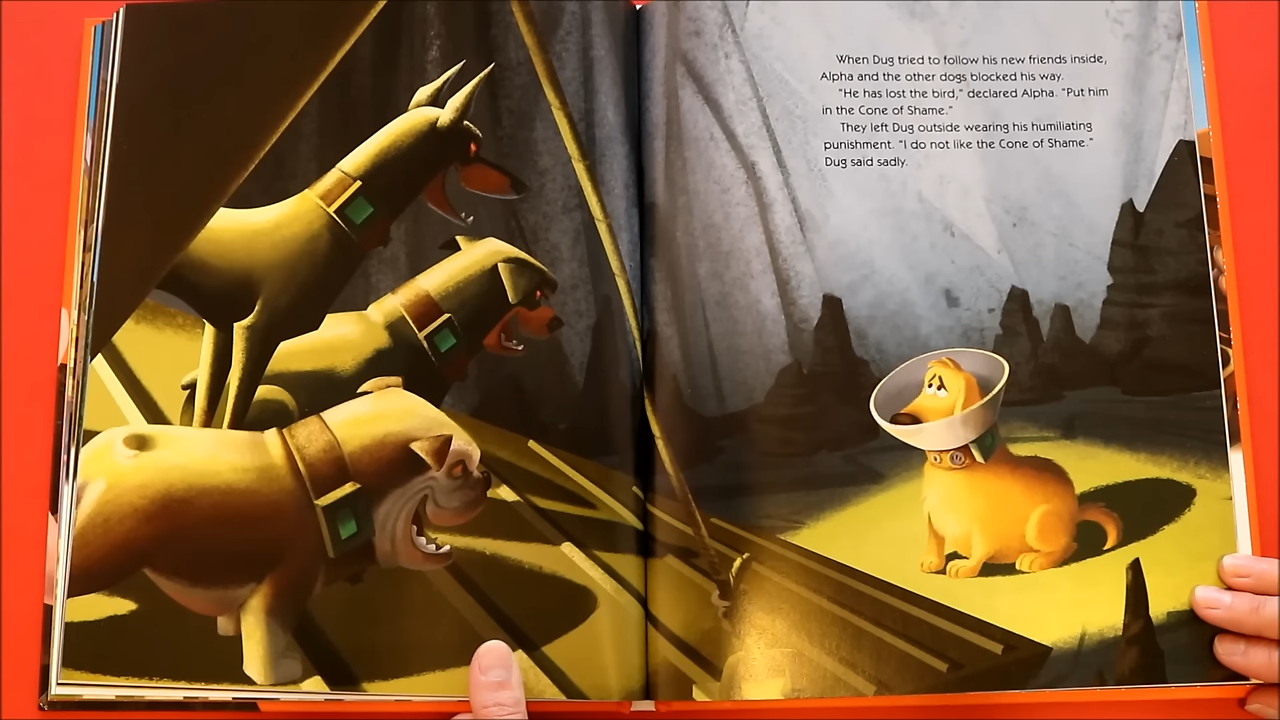 When Dug tried to follow his new friends inside,
Alpha and the other dogs blocked his way.
"He has lost the bird," declared Alpha. "Put him
in the Cone of Shame."
They left Dug outside wearing his humiliating
punishment. "I do not like the Cone of Shame."
Dug said sadly.